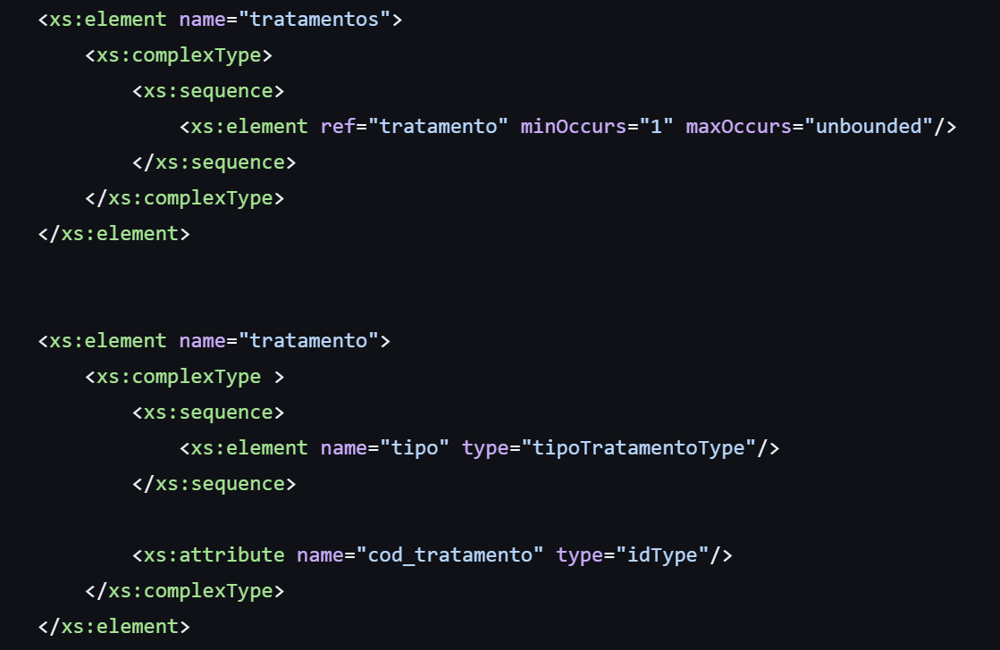 <xs:element name="tratamentos">
<xs:complexType>
<xs:sequence>
<xs:element ref="tratamento" minOccurs="1" maxOccurs="unbounded"/>
</xs:sequence>
</xs:complexType>
</xs:element>
<xs:element name="tratamento">
<xs:complexType >
<xs:sequence>
<xs:element name="tipo" type="tipoTratamentoType"/>
</xs:sequence>
<xs:attribute name="cod_tratamento" type="idType"/>
</xs:complexType>
</xs:element>